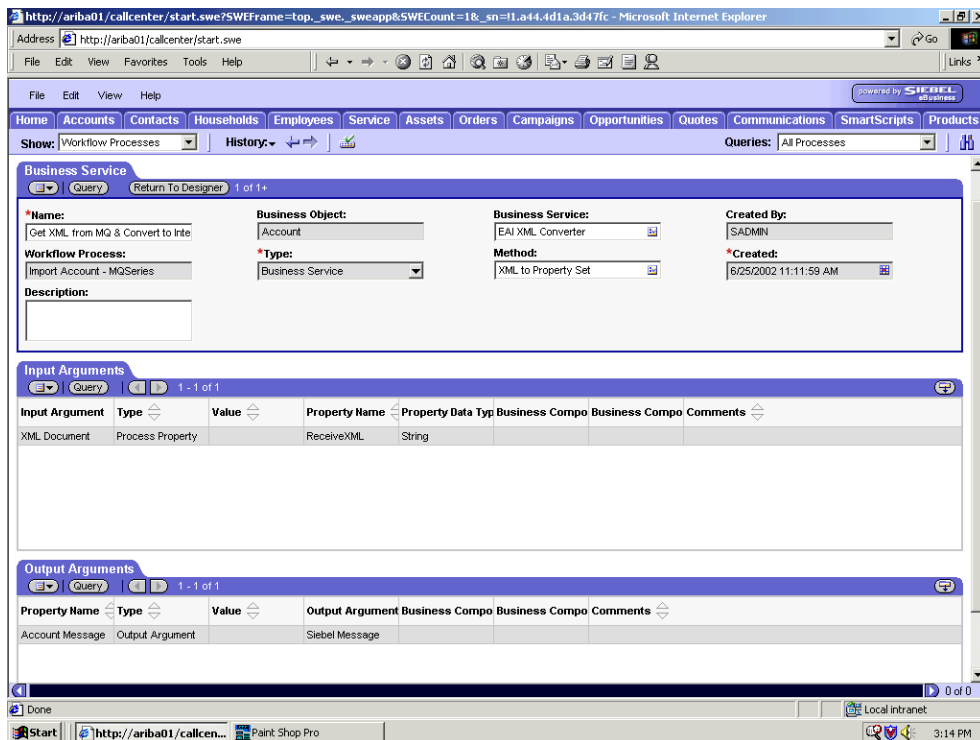 http://ariba01/callcenter/start.swe?SWEFrame=top._swe._sweapp&SWECount=1&_sn=!1.a44.4d1a.3d47fc - Microsoft Internet Explorer
Address http://ariba01/callcenter/start.swe Go
File Edit View Favorites Tools Help Links
File Edit View Help powered by SIEBEL eBusiness
Home Accounts Contacts Households Employees Service Assets Orders Campaigns Opportunities Quotes Communications SmartScripts Products
Show: Workflow Processes History: Queries: All Processes
Business Service
Query Return To Designer 1 of 1+
*Name: Business Object: Business Service: Created By:
Get XML from MQ & Convert to Inte Account EAI XML Converter SADMIN
Workflow Process: *Type: Method: *Created:
Import Account - MQSeries Business Service XML to Property Set 6/25/2002 11:11:59 AM
Description:
Input Arguments
Query 1 - 1 of 1
Input Argument Type Value Property Name Property Data Typ Business Compo Business Compo Comments
XML Document Process Property ReceiveXML String
Output Arguments
Query 1 - 1 of 1
Property Name Type Value Output Argument Business Compo Business Compo Comments
Account Message Output Argument Siebel Message
0 of 0
Done Local intranet
Start http://ariba01/callcen... Paint Shop Pro 3:14 PM